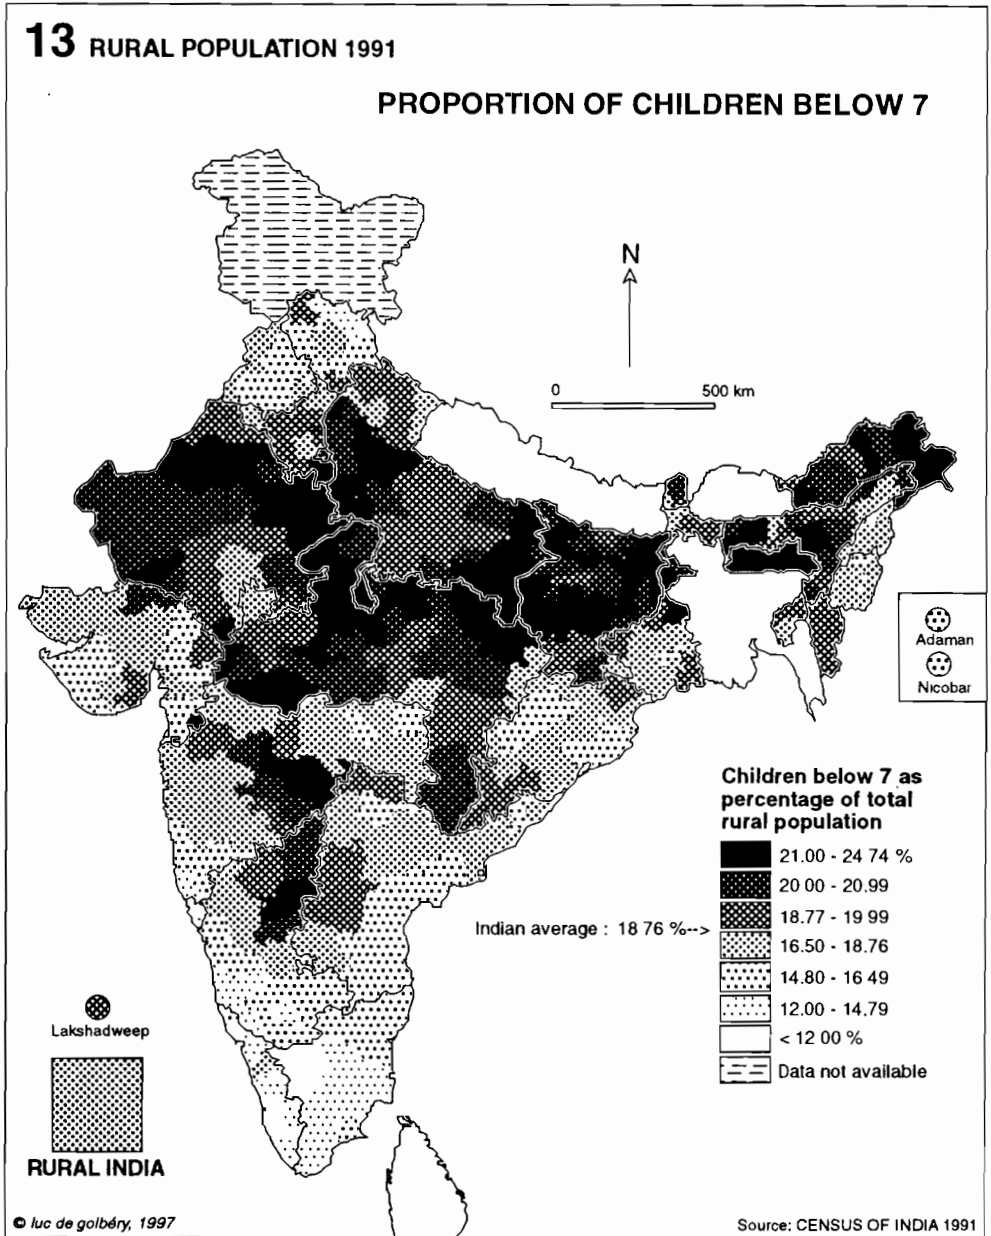 13 RURAL POPULATION 1991
PROPORTION OF CHILDREN BELOW 7
N
0 500 km
Adaman
Nicobar
Children below 7 as
percentage of total
rural population
21.00 - 24 74 %
20 00 - 20.99
18.77 - 19 99
Indian average : 18 76 %-->
16.50 - 18.76
14.80 - 16 49
12.00 - 14.79
< 12 00 %
Data not available
Lakshadweep
RURAL INDIA
© luc de golbéry, 1997
Source: CENSUS OF INDIA 1991